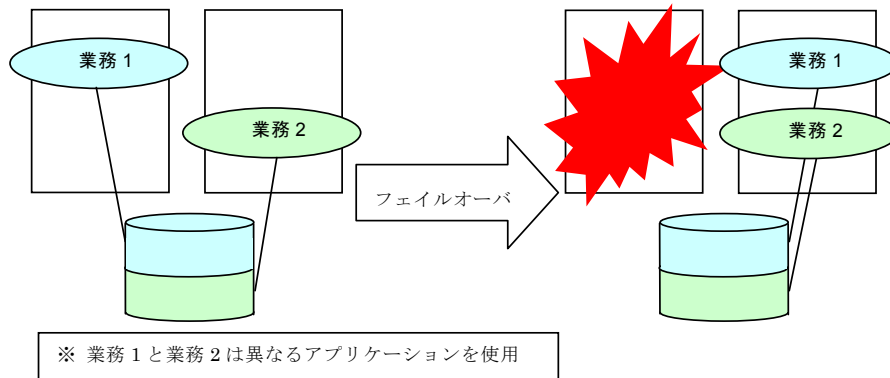 業務 1
業務 2
フェイルオーバ
業務 1
業務 2
※ 業務 1 と業務 2 は異なるアプリケーションを使用